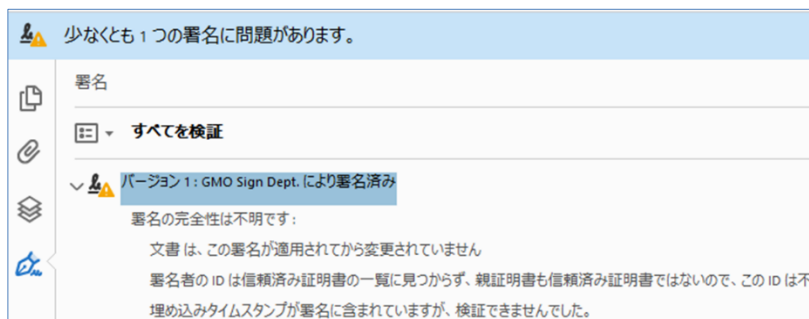 少なくとも 1 つの署名に問題があります。
署名
すべてを検証
バージョン 1 : GMO Sign Dept. により署名済み
署名の完全性は不明です :
文書 は、この署名が適用されてから変更されていません
署名者の ID は信頼済み証明書の一覧に見つからず、親証明書も信頼済み証明書ではないので、この ID は不
埋め込みタイムスタンプが署名に含まれていますが、検証できませんでした。